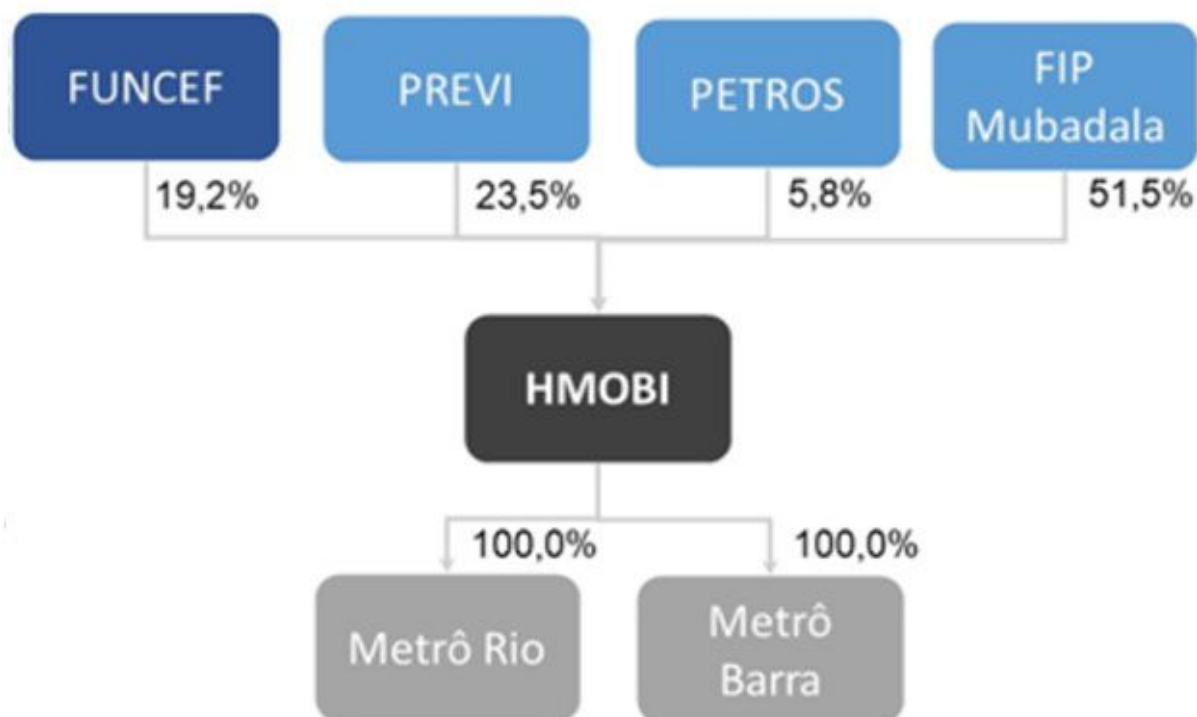 FUNCEF
PREVI
PETROS
FIP
Mubadala
19,2%
23,5%
5,8%
51,5%
HMOBI
100,0%
100,0%
Metrô Rio
Metrô
Barra